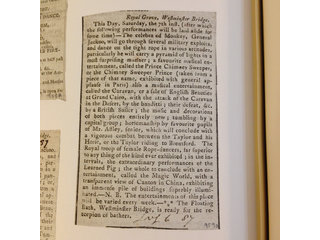 Royal Grove, Westminster Bridge.
This Day, Saturday, the 7th inst. (after which
the following performances will be laid aside for
some time)—The celebrated Monkey, General
Jackoo, will go through several military exploits,
and dance on the tight rope in various attitudes,
particularly he will carry a pyramid of lights in a
most surprising manner; a favourite musical enter-
tainment, called the Prince Chimney Sweeper,
or the Chimney Sweeper Prince (taken from a
piece of that name, exhibited with general ap-
plause in Paris) also a musical entertainment,
called the Caravan, or a fide of English Bravoes
at Grand Cairo, with the attack of the Caravan
in the Desert, by the banditti; their defeat, &c.
by a British Sailor; the music and decorations
of both pieces entirely new; tumbling by a
capital group; horsemanship by favourite pupils
of Mr. Astley, senior, which will conclude with
a vigorous combat between the Taylor and his
Horse, or the Taylor riding to Brentford. The
Royal troop of female Rope-dancers, far superior
to any thing of the kind ever exhibited; in the in-
tervals, the extraordinary performances of the
Learned Pig; the whole to conclude with an en-
tertainment, called the Magic World, with a
transparent view of Canton in China, exhibiting
an immense pile of buildings superbly illumi-
nated.—N. B. The entertainment of this place
will be varied every week.—*,* The Floating
Bath, Westminster Bridge, is ready for the re-
ception of bathers.